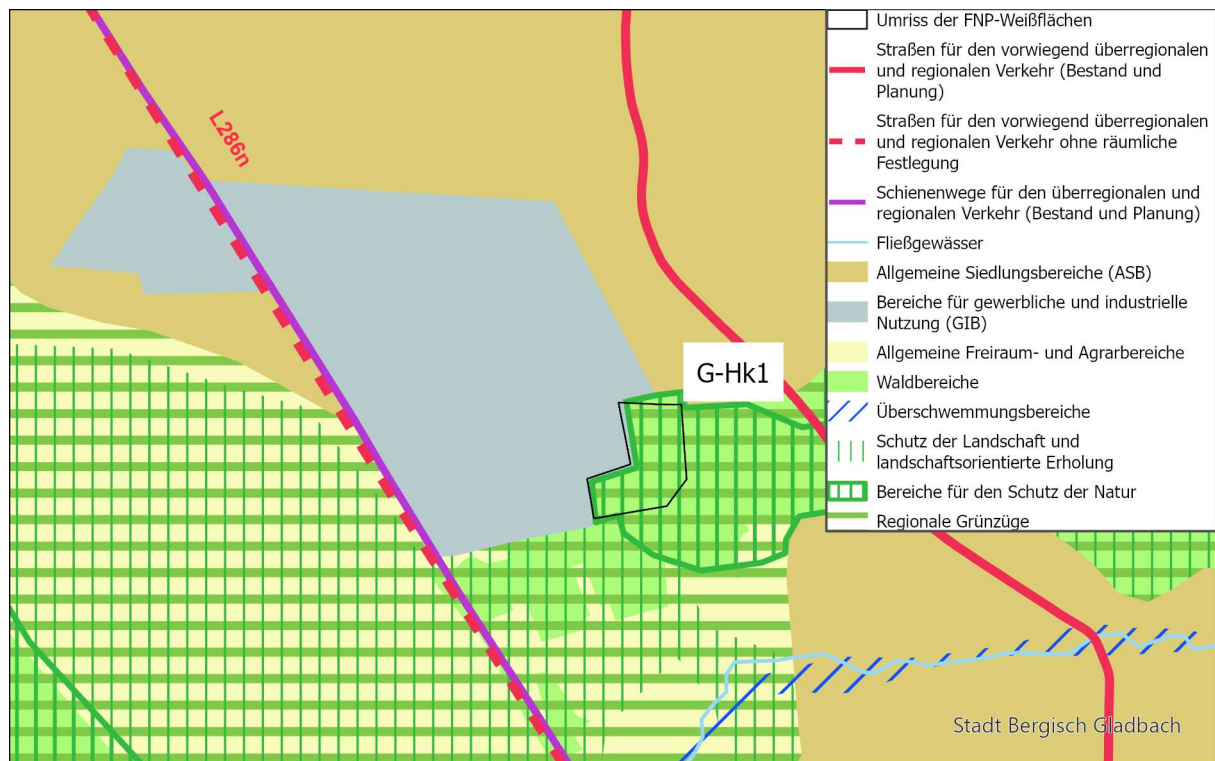 L286n
G-Hk1
Stadt Bergisch Gladbach
Umriss der FNP-Weißflächen
Straßen für den vorwiegend überregionalen
und regionalen Verkehr (Bestand und
Planung)
Straßen für den vorwiegend überregionalen
und regionalen Verkehr ohne räumliche
Festlegung
Schienenwege für den überregionalen und
regionalen Verkehr (Bestand und Planung)
Fließgewässer
Allgemeine Siedlungsbereiche (ASB)
Bereiche für gewerbliche und industrielle
Nutzung (GIB)
Allgemeine Freiraum- und Agrarbereiche
Waldbereiche
Überschwemmungsbereiche
Schutz der Landschaft und
landschaftsorientierte Erholung
Bereiche für den Schutz der Natur
Regionale Grünzüge